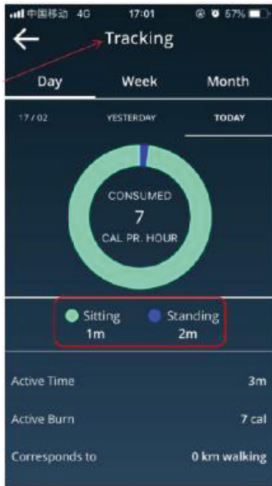 中国移动 4G 17:01 57%
Tracking
Day Week Month
17/02 YESTERDAY TODAY
CONSUMED
7
CAL PR. HOUR
Sitting Standing
1m 2m
Active Time 3m
Active Burn 7 cal
Corresponds to 0 km walking